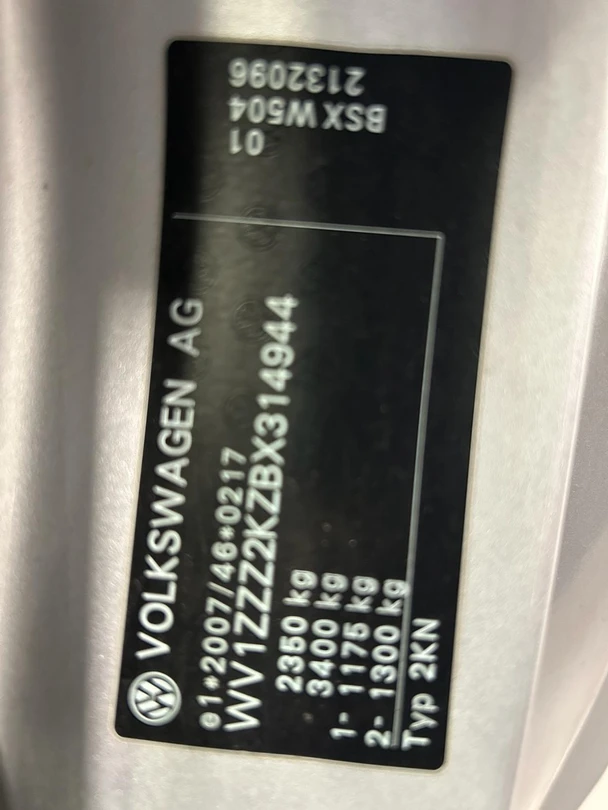 VOLKSWAGEN AG
e1*2007/46*0217
WV1ZZZ2KZBX314944
2350 kg
3400 kg
1- 1175 kg
2- 1300 kg
Typ 2KN
2132096
BSX W504
01